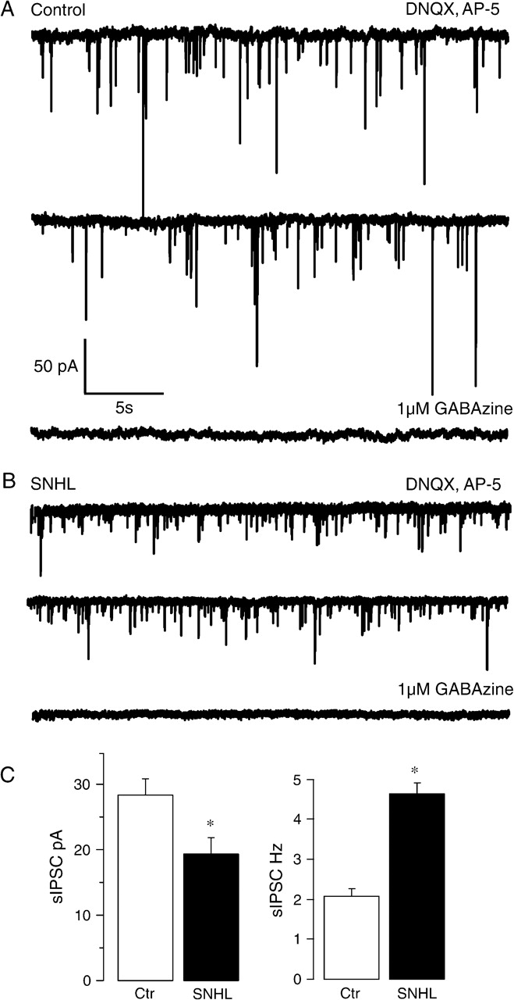 A Control DNQX, AP-5
50 pA
5s
1μM GABAzine
B SNHL DNQX, AP-5
1μM GABAzine
C
sIPSC pA
30
20
10
0
Ctr SNHL
*
sIPSC Hz
5
4
3
2
1
0
Ctr SNHL
*